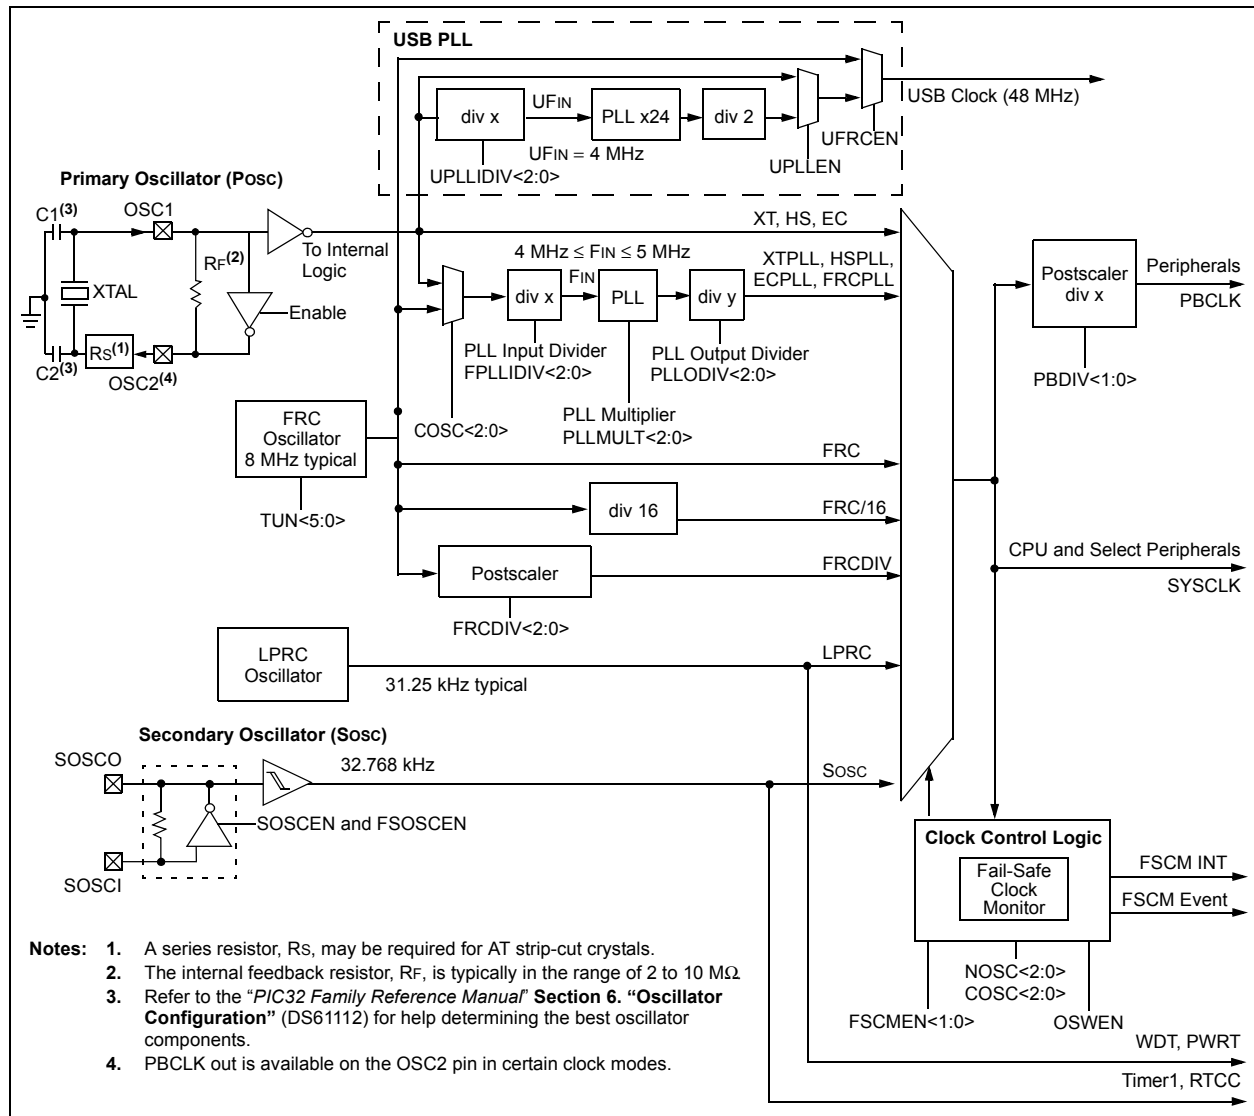 USB PLL
USB Clock (48 MHz)
div x
UFIN
PLL x24
div 2
UFIN = 4 MHz
UFRCEN
UPLLEN
UPLLIDIV<2:0>
Primary Oscillator (POSC)
C1(3)
OSC1
XT, HS, EC
To Internal
Logic
RF(2)
XTAL
Enable
RS(1)
C2(3)
OSC2(4)
4 MHz ≤ FIN ≤ 5 MHz
FIN
div x
PLL
div y
XTPLL, HSPLL,
ECPLL, FRCPLL
PLL Input Divider
FPLLIDIV<2:0>
PLL Output Divider
PLLODIV<2:0>
COSC<2:0>
PLL Multiplier
PLLMULT<2:0>
Postscaler
div x
Peripherals
PBCLK
PBDIV<1:0>
FRC
Oscillator
8 MHz typical
TUN<5:0>
FRC
div 16
FRC/16
Postscaler
FRCDIV
FRCDIV<2:0>
CPU and Select Peripherals
SYSCLK
LPRC
Oscillator
31.25 kHz typical
LPRC
Secondary Oscillator (SOSC)
SOSCO
32.768 kHz
SOSC
SOSCEN and FSOSCEN
SOSCI
Clock Control Logic
Fail-Safe
Clock
Monitor
FSCM INT
FSCM Event
NOSC<2:0>
COSC<2:0>
FSCMEN<1:0>
OSWEN
WDT, PWRT
Timer1, RTCC
Notes: 1. A series resistor, RS, may be required for AT strip-cut crystals.
2. The internal feedback resistor, RF, is typically in the range of 2 to 10 MΩ
3. Refer to the “PIC32 Family Reference Manual” Section 6. “Oscillator
Configuration” (DS61112) for help determining the best oscillator
components.
4. PBCLK out is available on the OSC2 pin in certain clock modes.